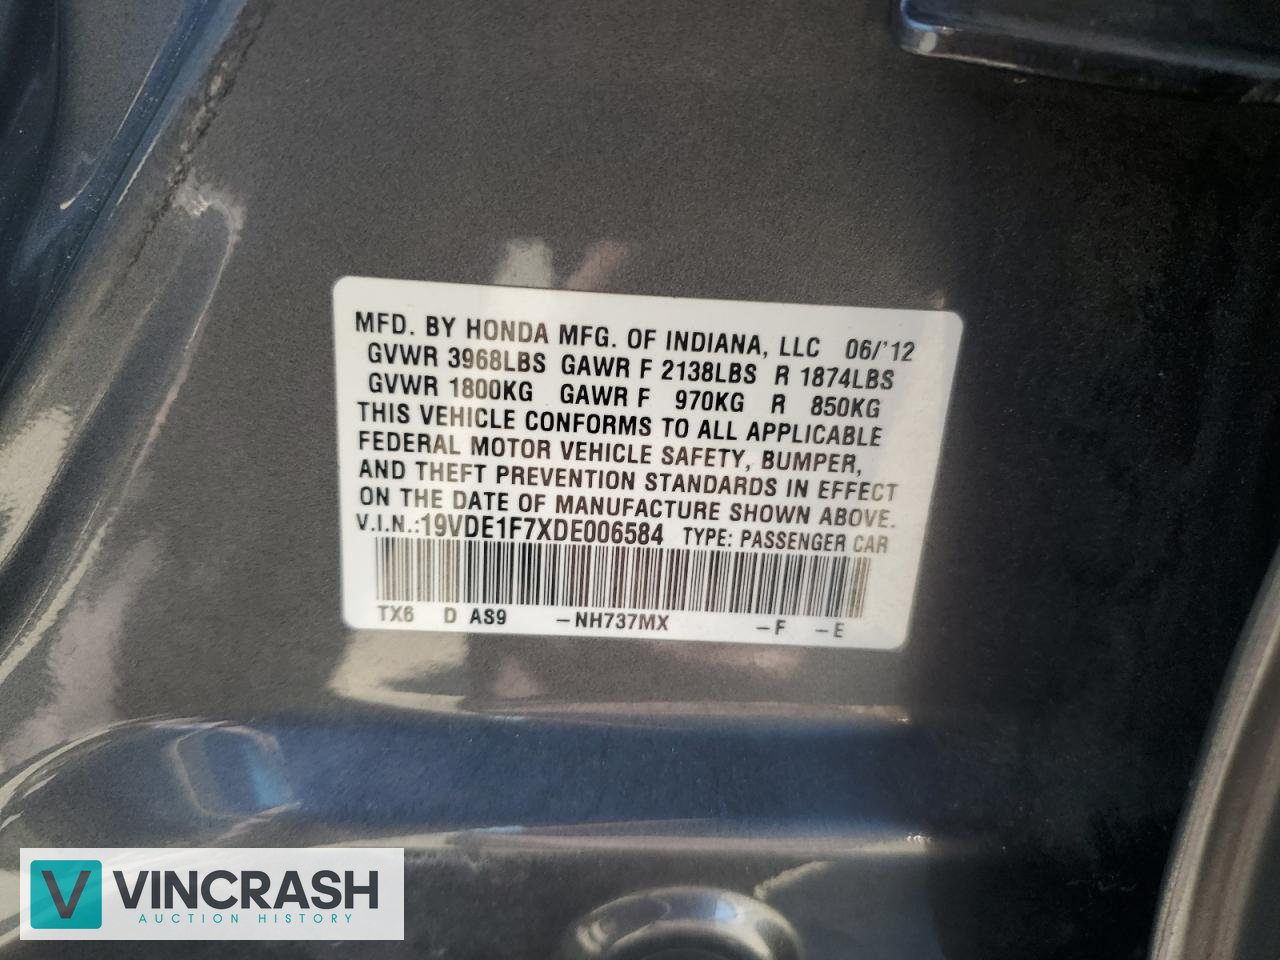 MFD. BY HONDA MFG. OF INDIANA, LLC 06/'12
GVWR 3968LBS GAWR F 2138LBS R 1874LBS
GVWR 1800KG GAWR F 970KG R 850KG
THIS VEHICLE CONFORMS TO ALL APPLICABLE
FEDERAL MOTOR VEHICLE SAFETY, BUMPER,
AND THEFT PREVENTION STANDARDS IN EFFECT
ON THE DATE OF MANUFACTURE SHOWN ABOVE.
V.I.N.:19VDE1F7XDE006584 TYPE: PASSENGER CAR
TX6 D AS9 -NH737MX -F -E
V VINCRASH
AUCTION HISTORY